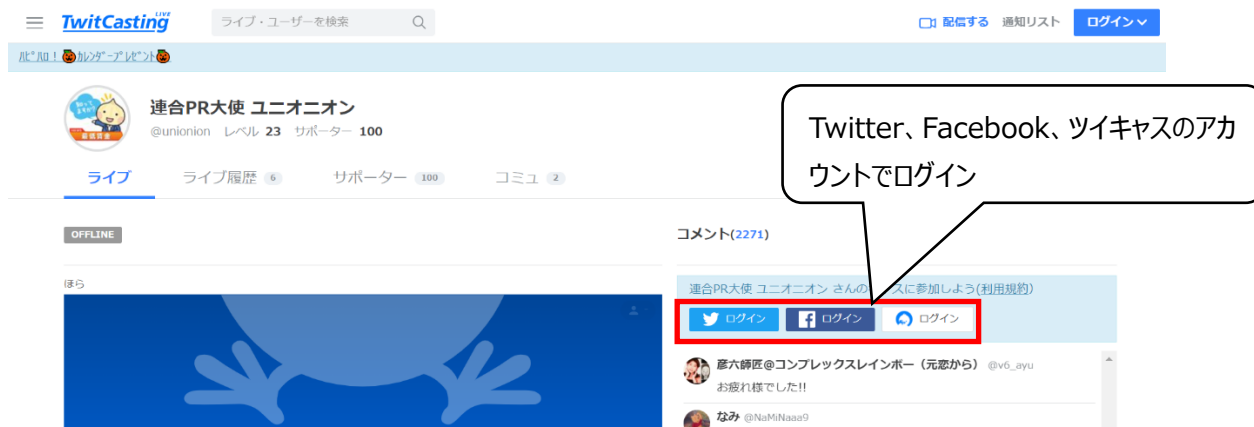 TwitCasting LIVE
ライブ・ユーザーを検索
配信する 通知リスト ログイン
ﾊﾋﾟﾊﾛ！🎃ｶﾚﾝﾀﾞｰﾌﾟﾚｾﾞﾝﾄ🎃
連合PR大使 ユニオニオン
@unionion レベル 23 サポーター 100
ライブ ライブ履歴 6 サポーター 100 コミュ 2
Twitter、Facebook、ツイキャスのアカ
ウントでログイン
OFFLINE
コメント(2271)
ほら
連合PR大使 ユニオニオン さんの スに参加しよう(利用規約)
ログイン ログイン ログイン
彦六師匠@コンプレックスレインボー（元恋から） @v6_ayu
お疲れ様でした!!
なみ @NaMiNaaa9